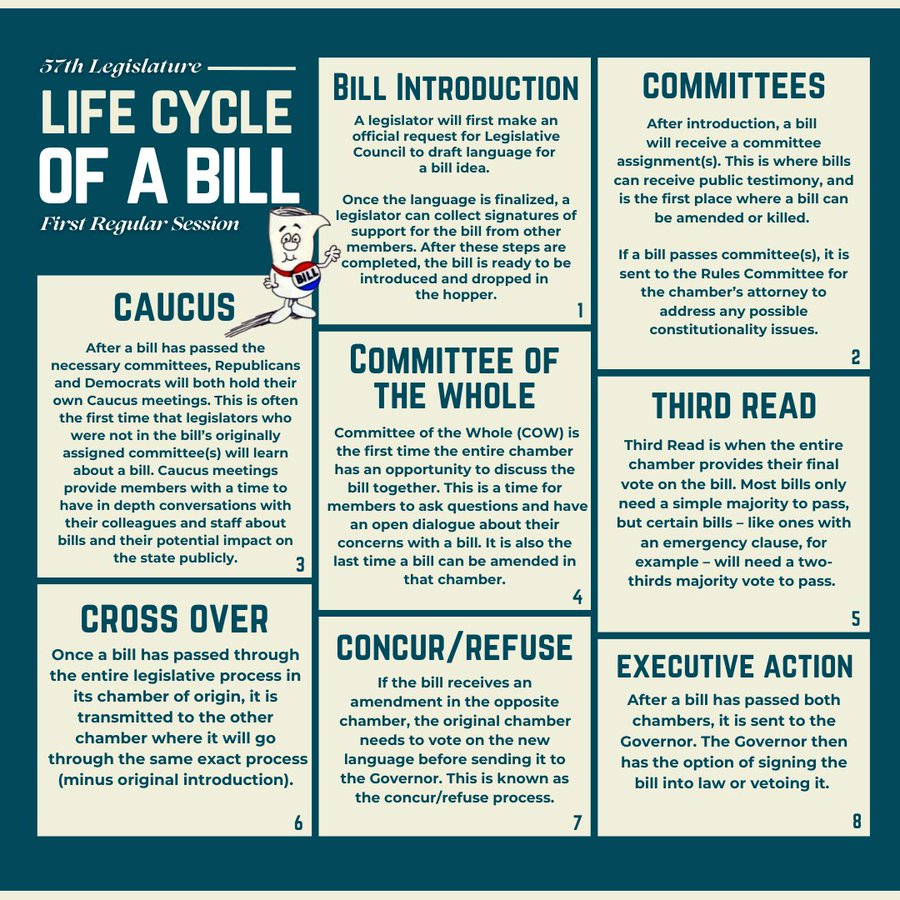 57th Legislature
LIFE CYCLE
OF A BILL
First Regular Session
BILL
BILL INTRODUCTION
A legislator will first make an
official request for Legislative
Council to draft language for
a bill idea.
Once the language is finalized, a
legislator can collect signatures of
support for the bill from other
members. After these steps are
completed, the bill is ready to be
introduced and dropped in
the hopper.
1
COMMITTEES
After introduction, a bill
will receive a committee
assignment(s). This is where bills
can receive public testimony, and
is the first place where a bill can
be amended or killed.
If a bill passes committee(s), it is
sent to the Rules Committee for
the chamber's attorney to
address any possible
constitutionality issues.
2
CAUCUS
After a bill has passed the
necessary committees, Republicans
and Democrats will both hold their
own Caucus meetings. This is often
the first time that legislators who
were not in the bill's originally
assigned committee(s) will learn
about a bill. Caucus meetings
provide members with a time to
have in depth conversations with
their colleagues and staff about
bills and their potential impact on
the state publicly.
3
COMMITTEE OF
THE WHOLE
Committee of the Whole (COW) is
the first time the entire chamber
has an opportunity to discuss the
bill together. This is a time for
members to ask questions and have
an open dialogue about their
concerns with a bill. It is also the
last time a bill can be amended in
that chamber.
4
THIRD READ
Third Read is when the entire
chamber provides their final
vote on the bill. Most bills only
need a simple majority to pass,
but certain bills – like ones with
an emergency clause, for
example – will need a two-
thirds majority vote to pass.
5
CROSS OVER
Once a bill has passed through
the entire legislative process in
its chamber of origin, it is
transmitted to the other
chamber where it will go
through the same exact process
(minus original introduction).
6
CONCUR/REFUSE
If the bill receives an
amendment in the opposite
chamber, the original chamber
needs to vote on the new
language before sending it to
the Governor. This is known as
the concur/refuse process.
7
EXECUTIVE ACTION
After a bill has passed both
chambers, it is sent to the
Governor. The Governor then
has the option of signing the
bill into law or vetoing it.
8